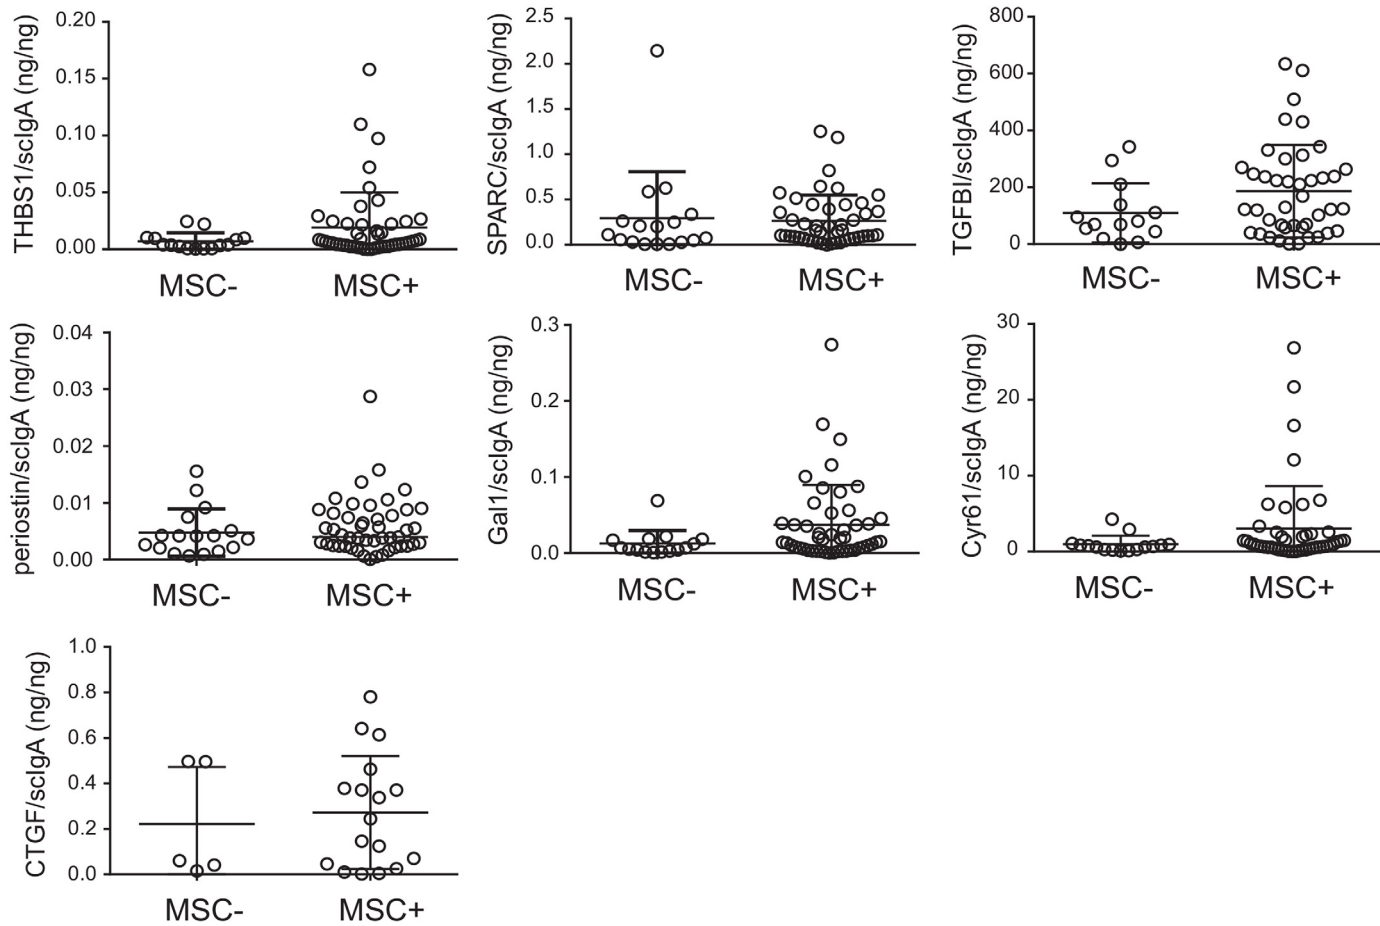 THBS1/scIgA (ng/ng)
0.20
0.15
0.10
0.05
0.00
MSC-
MSC+
SPARC/scIgA (ng/ng)
2.5
2.0
1.5
1.0
0.5
0.0
MSC-
MSC+
TGFBI/scIgA (ng/ng)
800
600
400
200
0
MSC-
MSC+
periostin/scIgA (ng/ng)
0.04
0.03
0.02
0.01
0.00
MSC-
MSC+
Gal1/scIgA (ng/ng)
0.3
0.2
0.1
0.0
MSC-
MSC+
Cyr61/scIgA (ng/ng)
30
20
10
0
MSC-
MSC+
CTGF/scIgA (ng/ng)
1.0
0.8
0.6
0.4
0.2
0.0
MSC-
MSC+